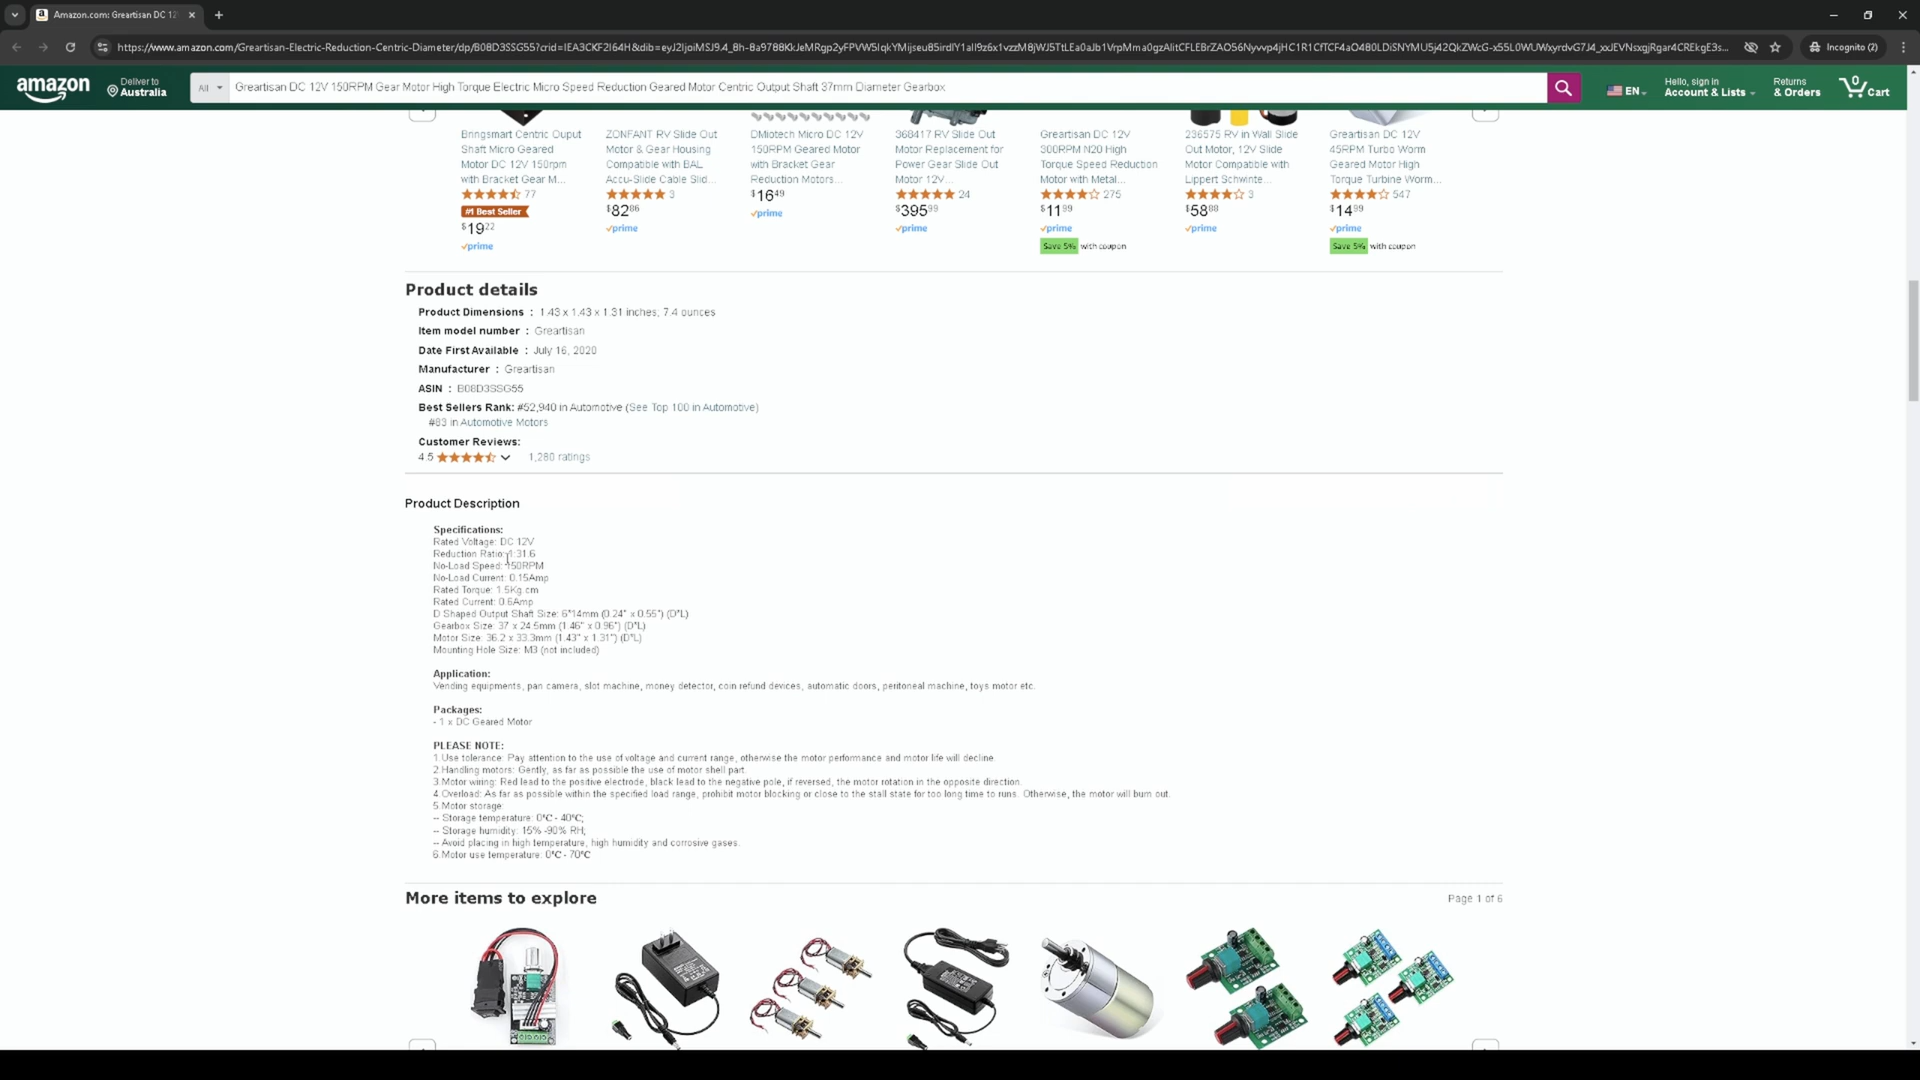 Amazon.com: Greartisan DC 12
Incognito (2)
amazon
Deliver to
Australia
All
Greartisan DC 12V 150RPM Gear Motor High Torque Electric Micro Speed Reduction Geared Motor Centric Output Shaft 37mm Diameter Gearbox
EN
Hello, sign in
Account & Lists
Returns
& Orders
0
Cart
Bringsmart Centric Ouput
Shaft Micro Geared
Motor DC 12V 150rpm
with Bracket Gear M...
77
#1 Best Seller
$19.22
prime
ZONFANT RV Slide Out
Motor & Gear Housing
Compatible with BAL
Accu-Slide Cable Slid...
3
$82.86
prime
DMiotech Micro DC 12V
150RPM Geared Motor
with Bracket Gear
Reduction Motors...
$16.49
prime
368417 RV Slide Out
Motor Replacement for
Power Gear Slide Out
Motor 12V...
24
$395.99
prime
Greartisan DC 12V
300RPM N20 High
Torque Speed Reduction
Motor with Metal...
275
$11.99
prime
Save 5% with coupon
236575 RV in Wall Slide
Out Motor, 12V Slide
Motor Compatible with
Lippert Schwinte...
3
$58.88
prime
Greartisan DC 12V
45RPM Turbo Worm
Geared Motor High
Torque Turbine Worm...
547
$14.99
prime
Save 5% with coupon
Product details
Product Dimensions : 1.43 x 1.43 x 1.31 inches; 7.4 ounces
Item model number : Greartisan
Date First Available : July 16, 2020
Manufacturer : Greartisan
ASIN : B08D3SSG55
Best Sellers Rank: #52,940 in Automotive (See Top 100 in Automotive)
#83 in Automotive Motors
Customer Reviews:
4.5 1,280 ratings
Product Description
Specifications:
Rated Voltage: DC 12V
Reduction Ratio: 1:31.6
No-Load Speed: 150RPM
No-Load Current: 0.15Amp
Rated Torque: 1.5Kg.cm
Rated Current: 0.6Amp
D Shaped Output Shaft Size: 6*14mm (0.24" x 0.55") (D*L)
Gearbox Size: 37 x 24.5mm (1.46" x 0.96") (D*L)
Motor Size: 36.2 x 33.3mm (1.43" x 1.31") (D*L)
Mounting Hole Size: M3 (not included)
Application:
Vending equipments, pan camera, slot machine, money detector, coin refund devices, automatic doors, peritoneal machine, toys motor etc.
Packages:
- 1 x DC Geared Motor
PLEASE NOTE:
1.Use tolerance: Pay attention to the use of voltage and current range, otherwise the motor performance and motor life will decline.
2.Handling motors: Gently, as far as possible the use of motor shell part.
3.Motor wiring: Red lead to the positive electrode, black lead to the negative pole, if reversed, the motor rotation in the opposite direction.
4.Overload: As far as possible within the specified load range, prohibit motor blocking or close to the stall state for too long time to runs. Otherwise, the motor will burn out.
5.Motor storage:
-- Storage temperature: 0℃ - 40℃;
-- Storage humidity: 15% -90% RH;
-- Avoid placing in high temperature, high humidity and corrosive gases.
6.Motor use temperature: 0℃ - 70℃
More items to explore
Page 1 of 6